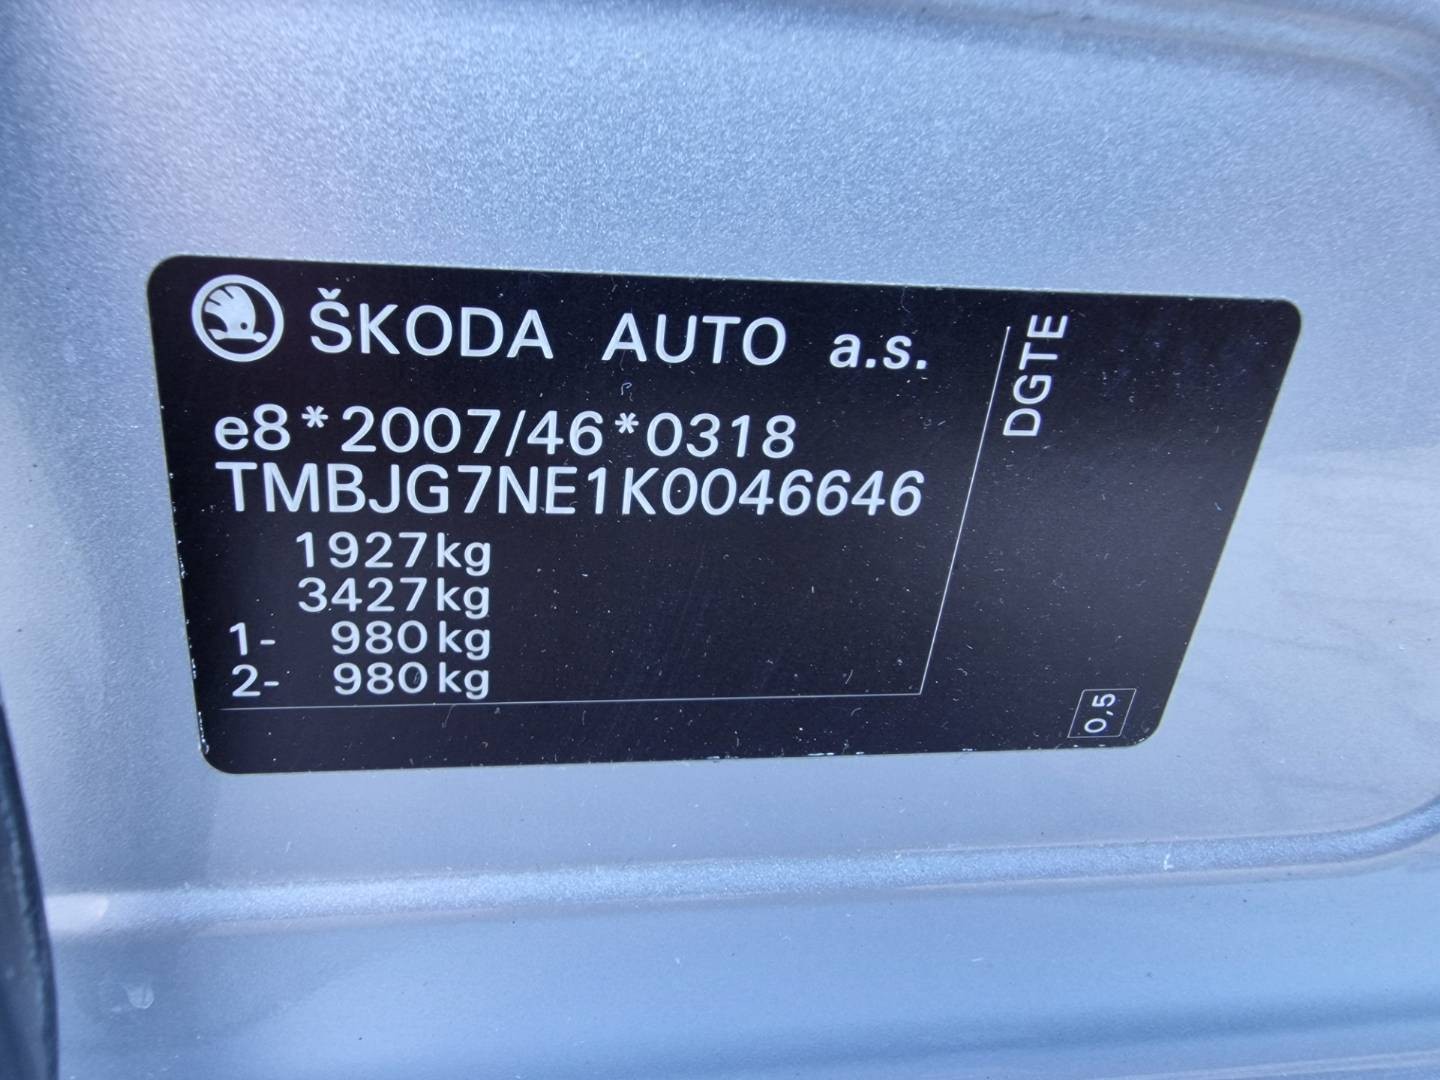 ŠKODA AUTO a.s.
e8*2007/46*0318
TMBJG7NE1K0046646
1927kg
3427kg
1- 980kg
2- 980kg
DGTE
0,5